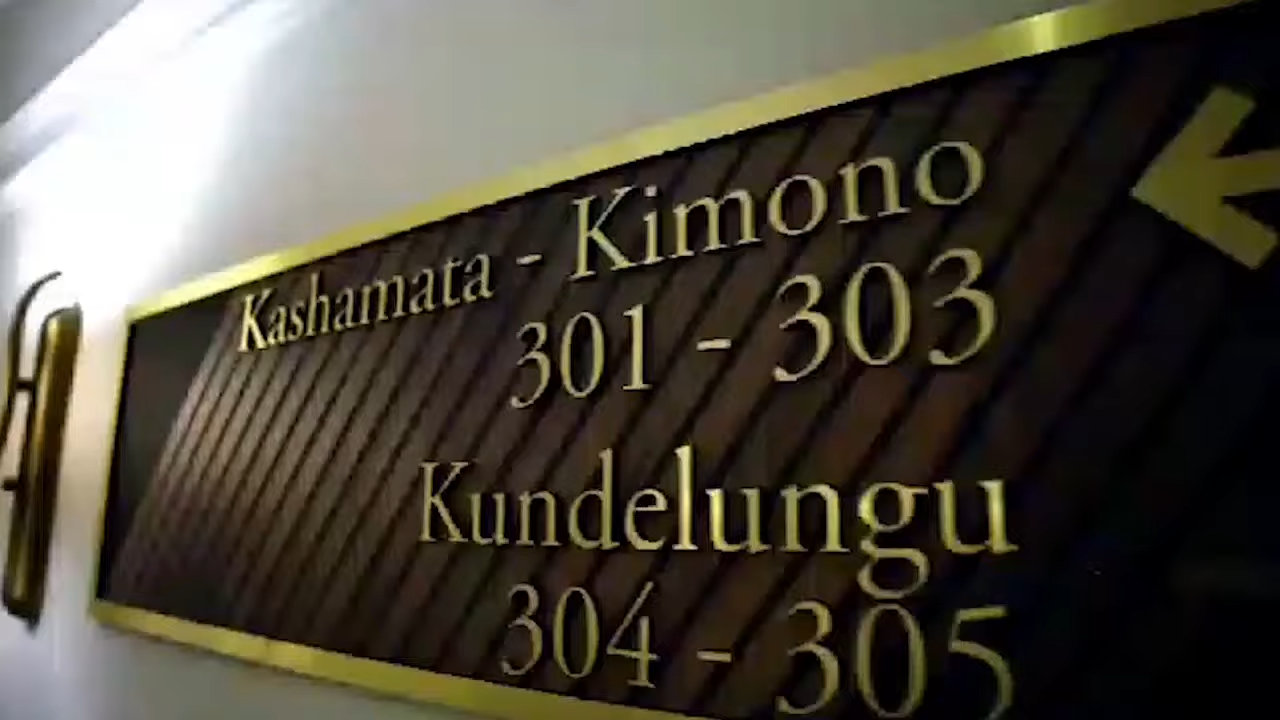 Kashamata - Kimono
301 - 303
Kundelungu
304 - 305